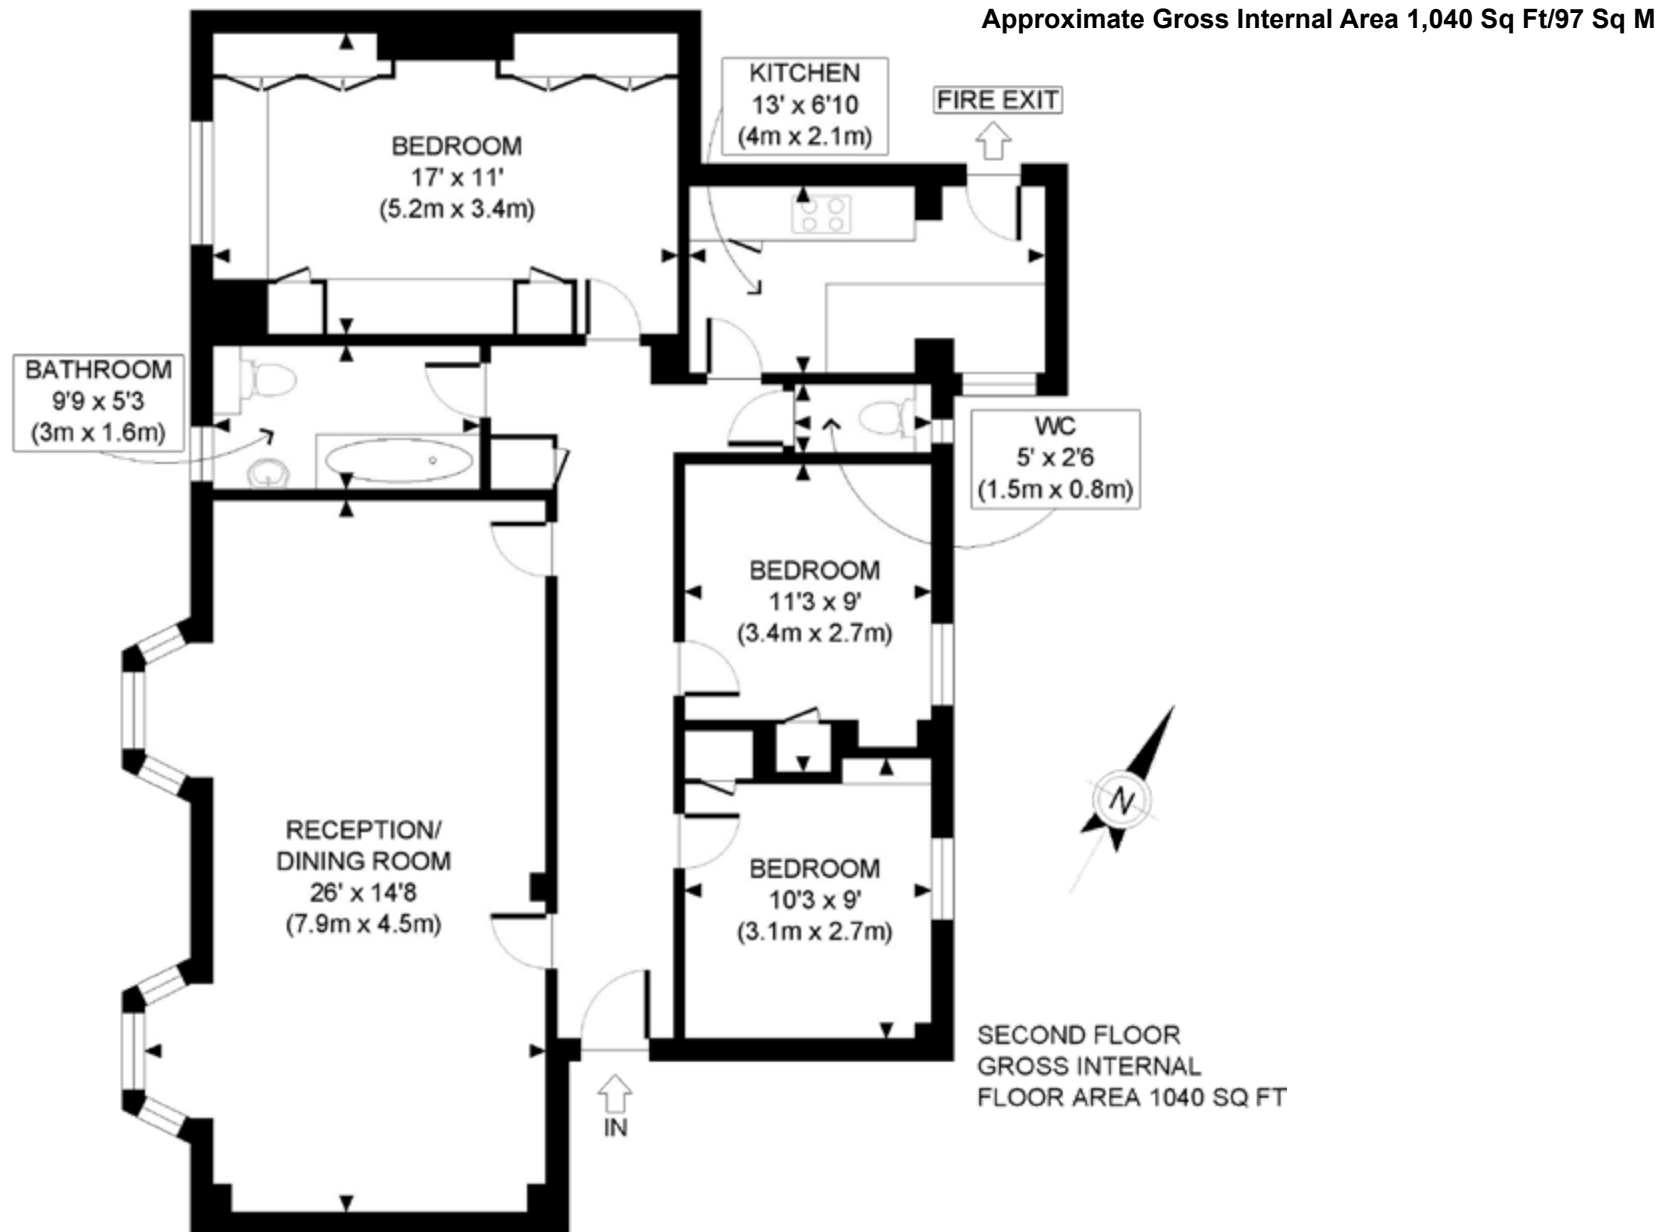 Approximate Gross Internal Area 1,040 Sq Ft/97 Sq M
KITCHEN
13' x 6'10
(4m x 2.1m)
FIRE EXIT
BEDROOM
17' x 11'
(5.2m x 3.4m)
BATHROOM
9'9 x 5'3
(3m x 1.6m)
WC
5' x 2'6
(1.5m x 0.8m)
BEDROOM
11'3 x 9'
(3.4m x 2.7m)
N
RECEPTION/
DINING ROOM
26' x 14'8
(7.9m x 4.5m)
BEDROOM
10'3 x 9'
(3.1m x 2.7m)
SECOND FLOOR
GROSS INTERNAL
FLOOR AREA 1040 SQ FT
IN